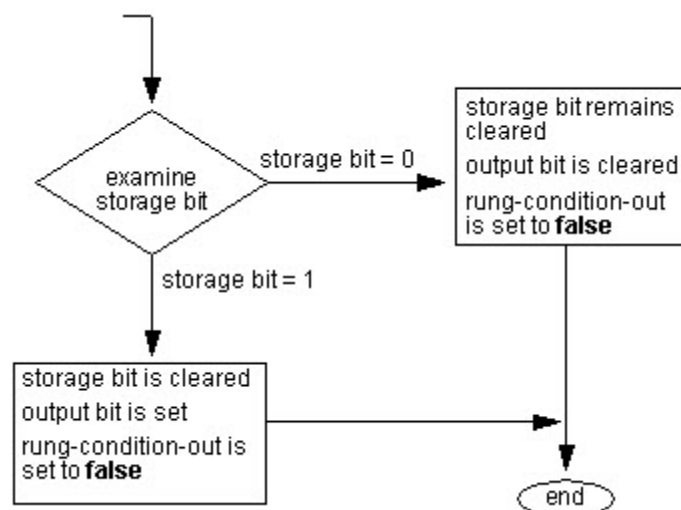 examine
storage bit
storage bit = 0
storage bit remains
cleared
output bit is cleared
rung-condition-out
is set to false
storage bit = 1
storage bit is cleared
output bit is set
rung-condition-out is
set to false
end